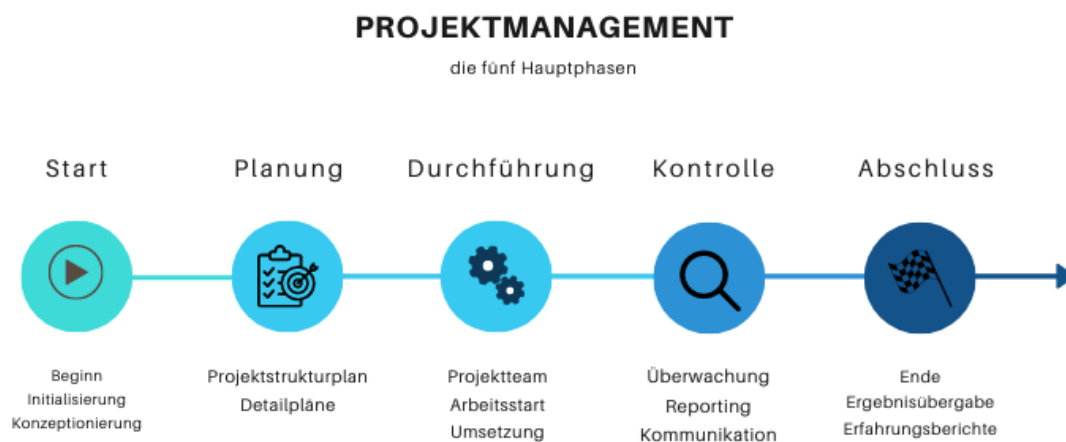 PROJEKTMANAGEMENT
die fünf Hauptphasen
Start
Planung
Durchführung
Kontrolle
Abschluss
Beginn
Initialisierung
Konzeptionierung
Projektstrukturplan
Detailpläne
Projektteam
Arbeitsstart
Umsetzung
Überwachung
Reporting
Kommunikation
Ende
Ergebnisübergabe
Erfahrungsberichte